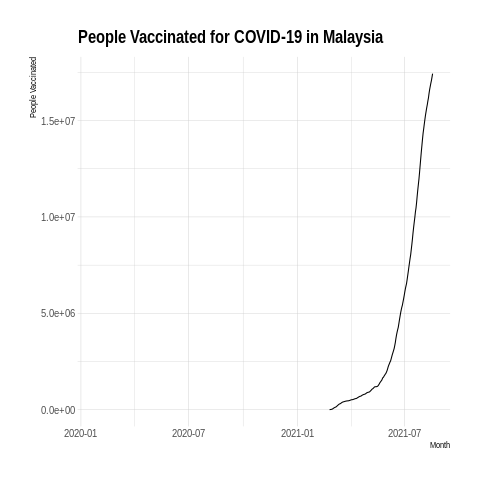 People Vaccinated for COVID-19 in Malaysia
People Vaccinated
1.5e+07
1.0e+07
5.0e+06
0.0e+00
2020-01 2020-07 2021-01 2021-07
Month